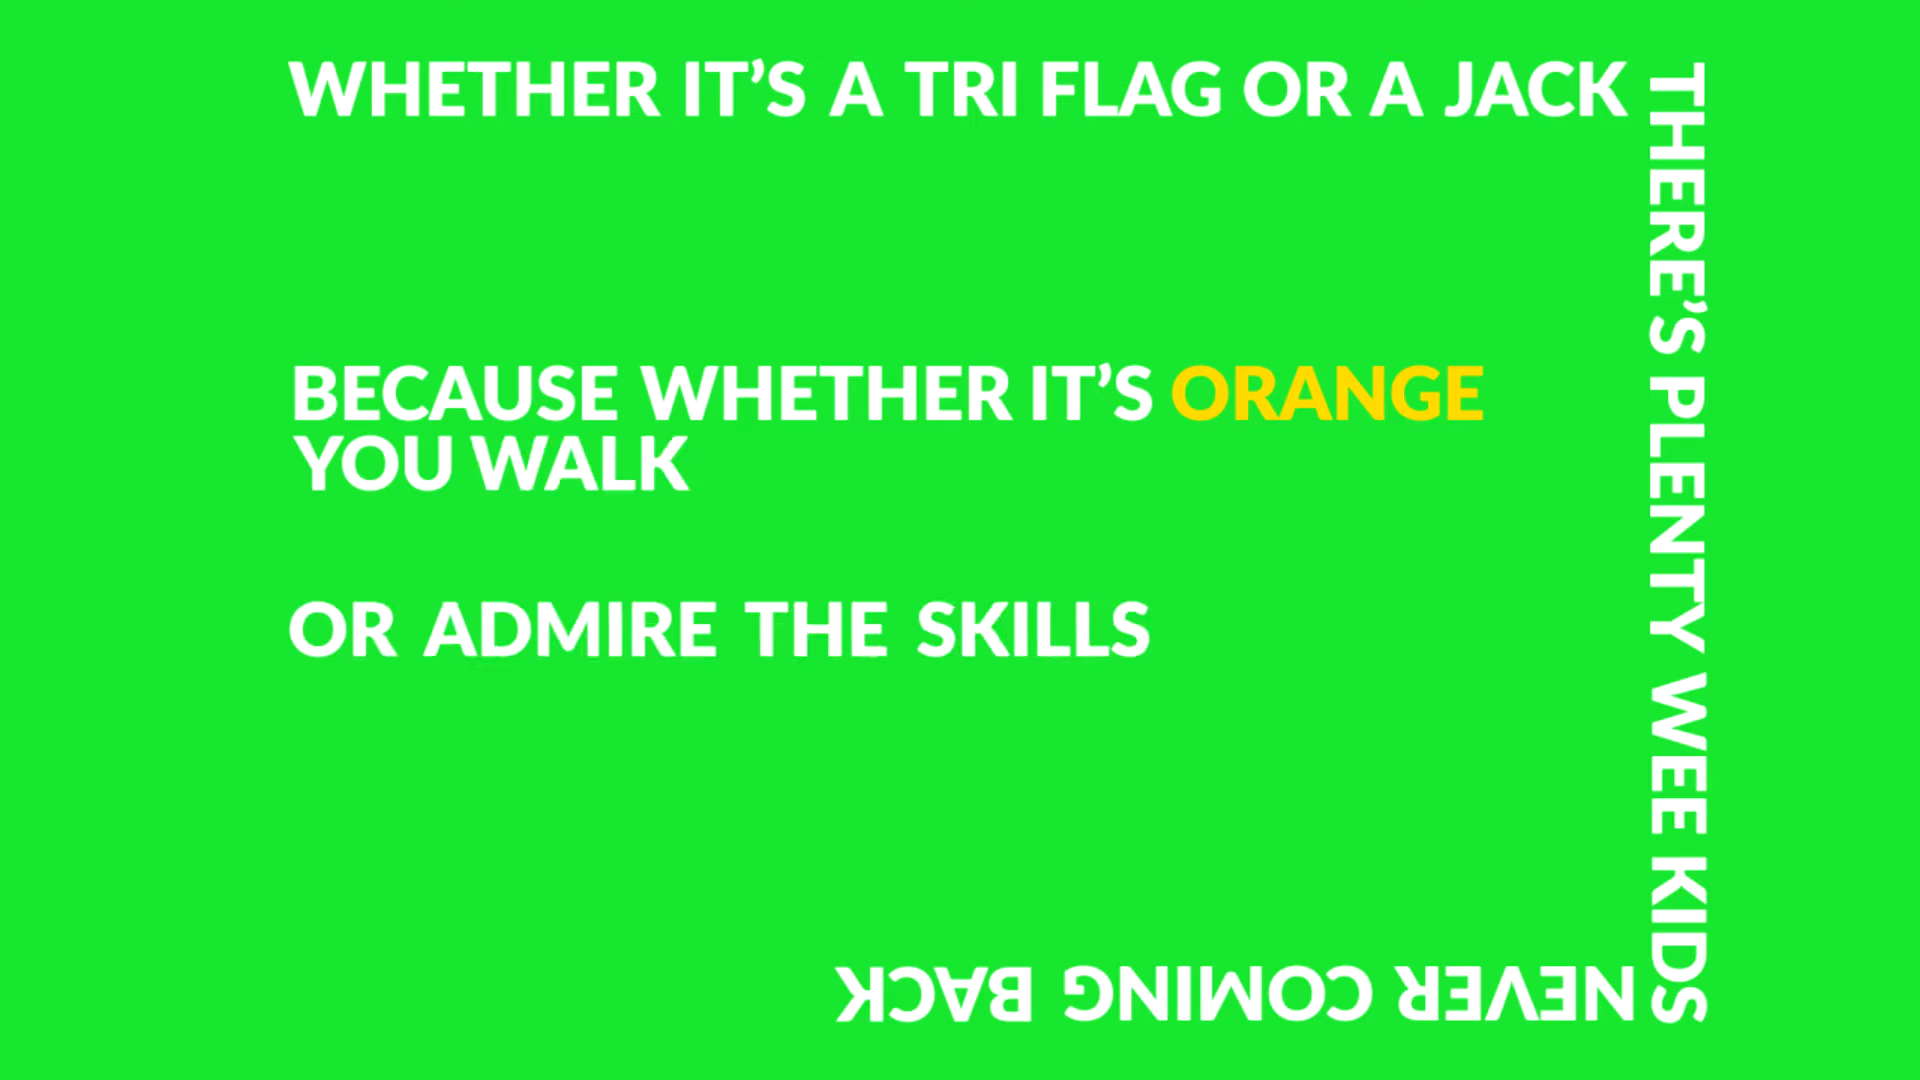 WHETHER IT’S A TRI FLAG OR A JACK
THERE’S PLENTY WEE KIDS
NEVER COMING BACK
BECAUSE WHETHER IT’S ORANGE
YOU WALK
OR ADMIRE THE SKILLS